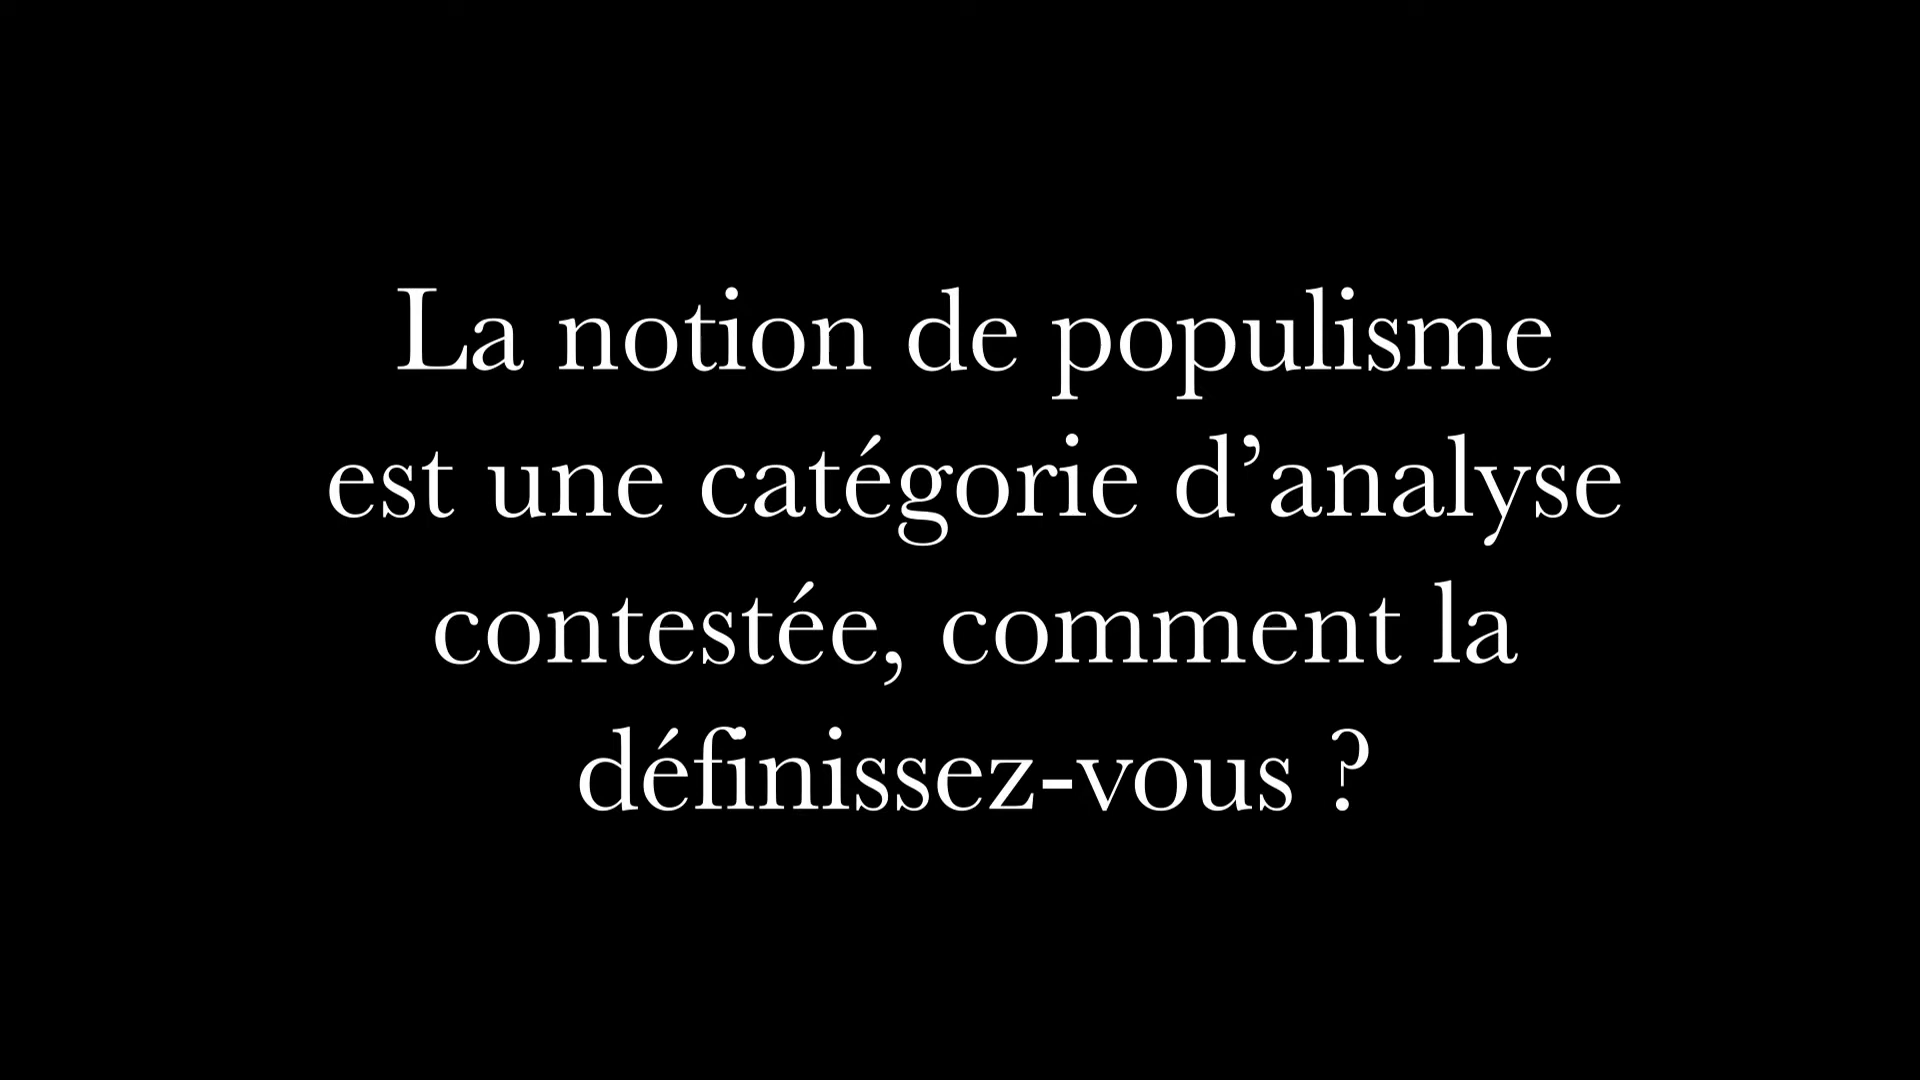 La notion de populisme
est une catégorie d’analyse
contestée, comment la
définissez-vous ?